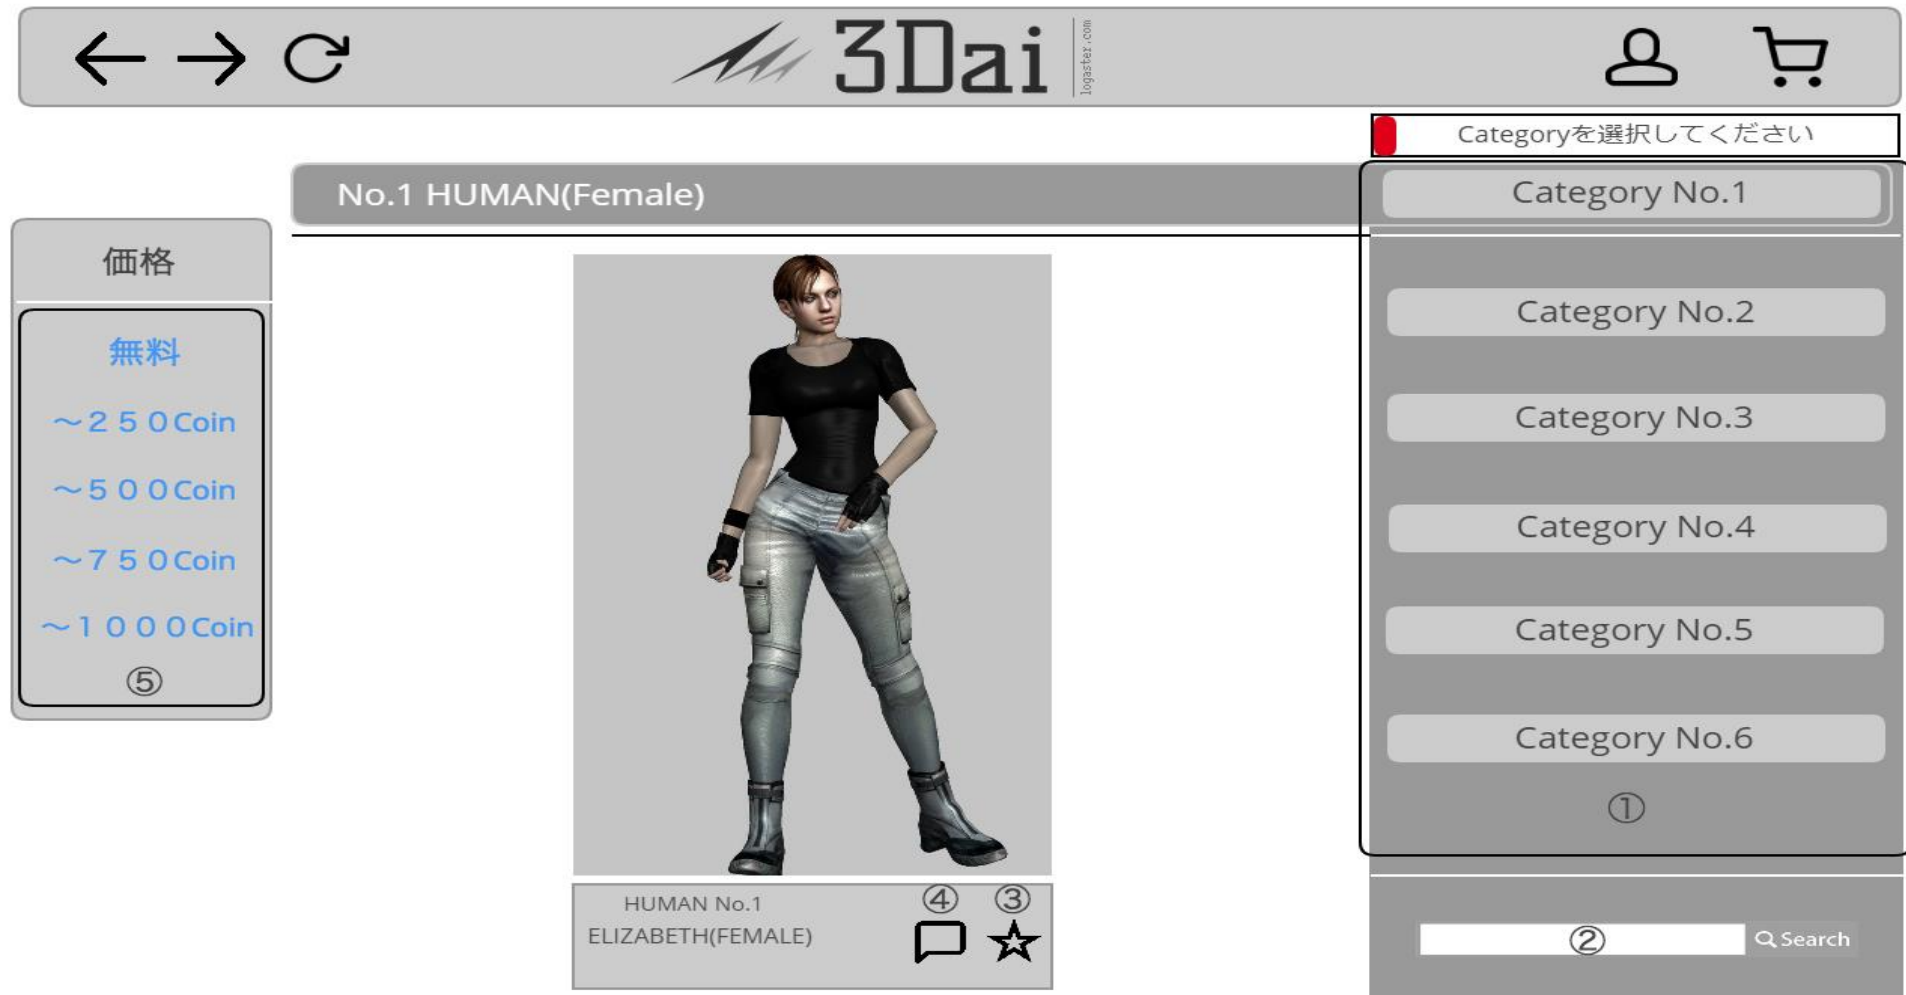 3Dai
logaster.com
Categoryを選択してください
No.1 HUMAN(Female)
Category No.1
価格
無料
～２５０Coin
～５００Coin
～７５０Coin
～１０００Coin
⑤
Category No.2
Category No.3
Category No.4
Category No.5
Category No.6
①
HUMAN No.1
ELIZABETH(FEMALE)
④ ③
② Search